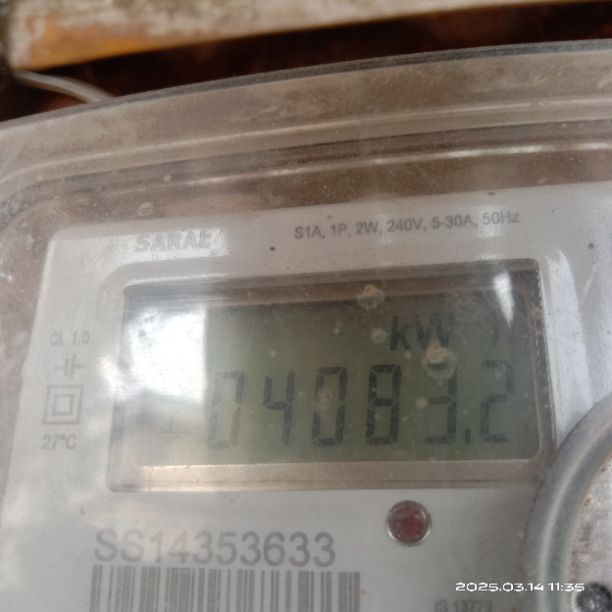 SARAL
S1A, 1P, 2W, 240V, 5-30A, 50Hz
CL 1.0
kW
04083.2
27°C
SS14353633
2025.03.14 11:35